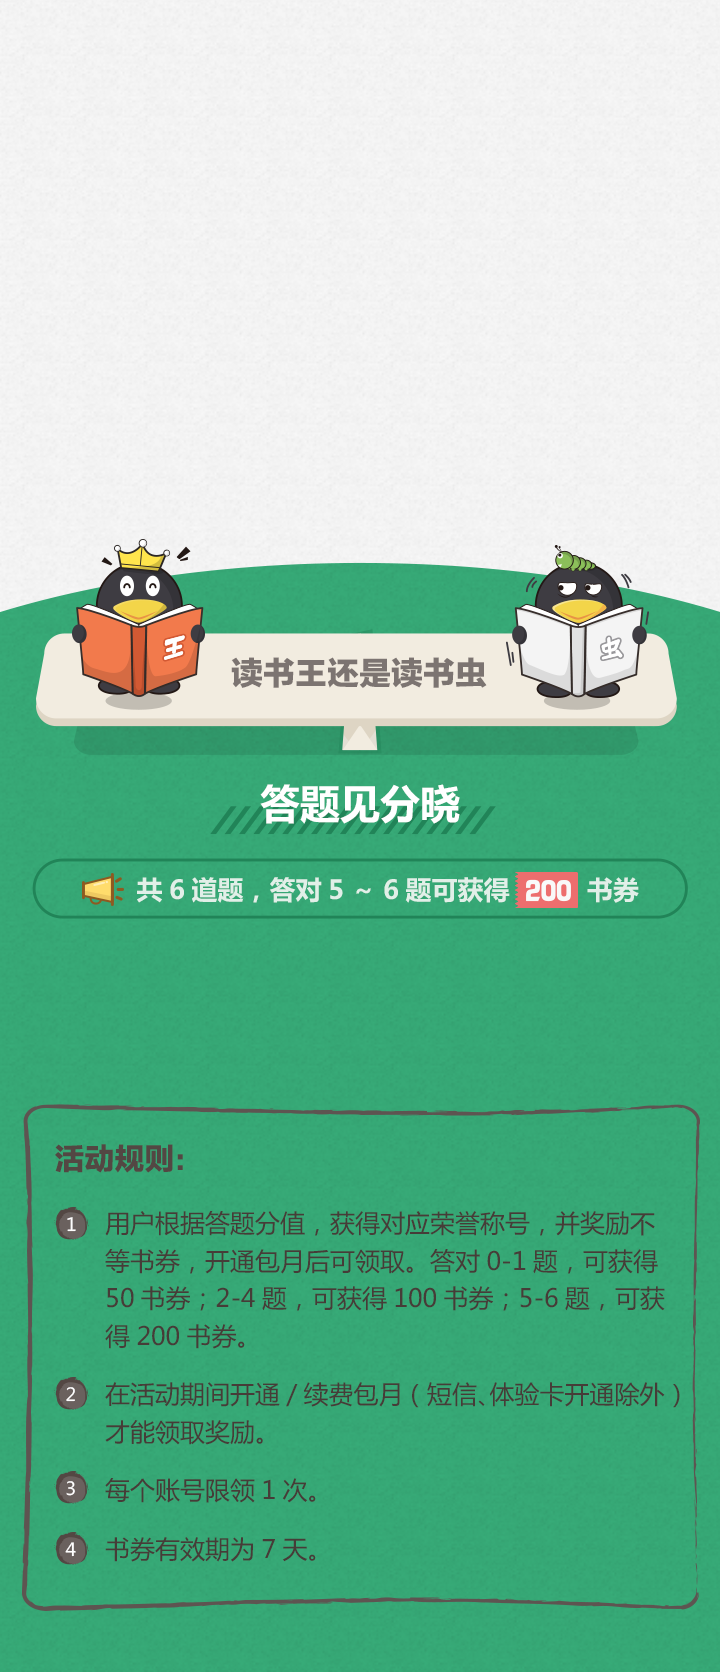 王
虫
读书王还是读书虫
答题见分晓
共 6 道题，答对 5 ～ 6 题可获得 200 书券
活动规则:
1 用户根据答题分值，获得对应荣誉称号，并奖励不
等书券，开通包月后可领取。答对 0-1 题，可获得
50 书券；2-4 题，可获得 100 书券；5-6 题，可获
得 200 书券。
2 在活动期间开通 / 续费包月（短信、体验卡开通除外）
才能领取奖励。
3 每个账号限领 1 次。
4 书券有效期为 7 天。